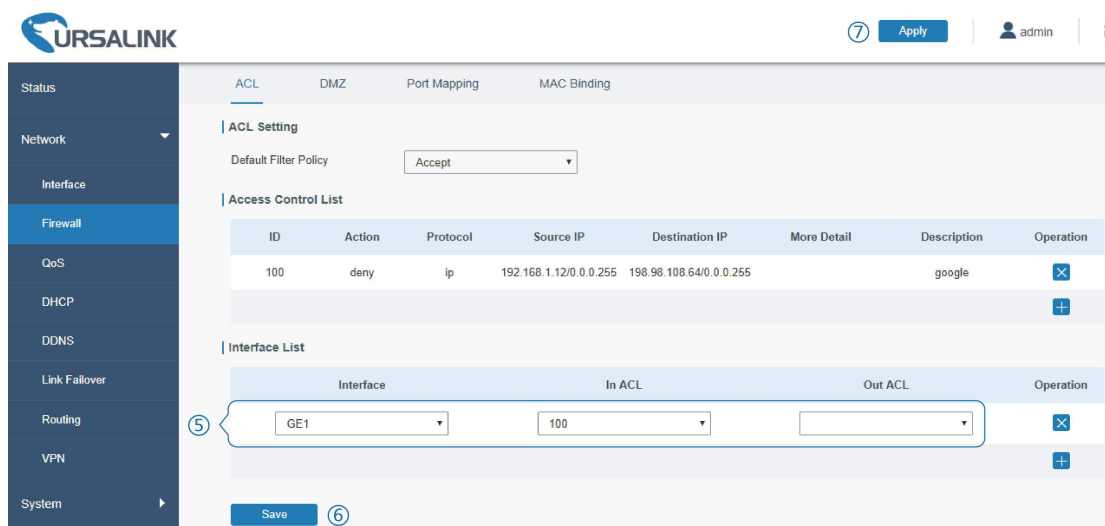 URSALINK
⑦ Apply admin
Status
Network
Interface
Firewall
QoS
DHCP
DDNS
Link Failover
Routing
VPN
System
ACL DMZ Port Mapping MAC Binding
ACL Setting
Default Filter Policy Accept
Access Control List
ID Action Protocol Source IP Destination IP More Detail Description Operation
100 deny ip 192.168.1.12/0.0.0.255 198.98.108.64/0.0.0.255 google
Interface List
Interface In ACL Out ACL Operation
⑤ GE1 100
Save ⑥